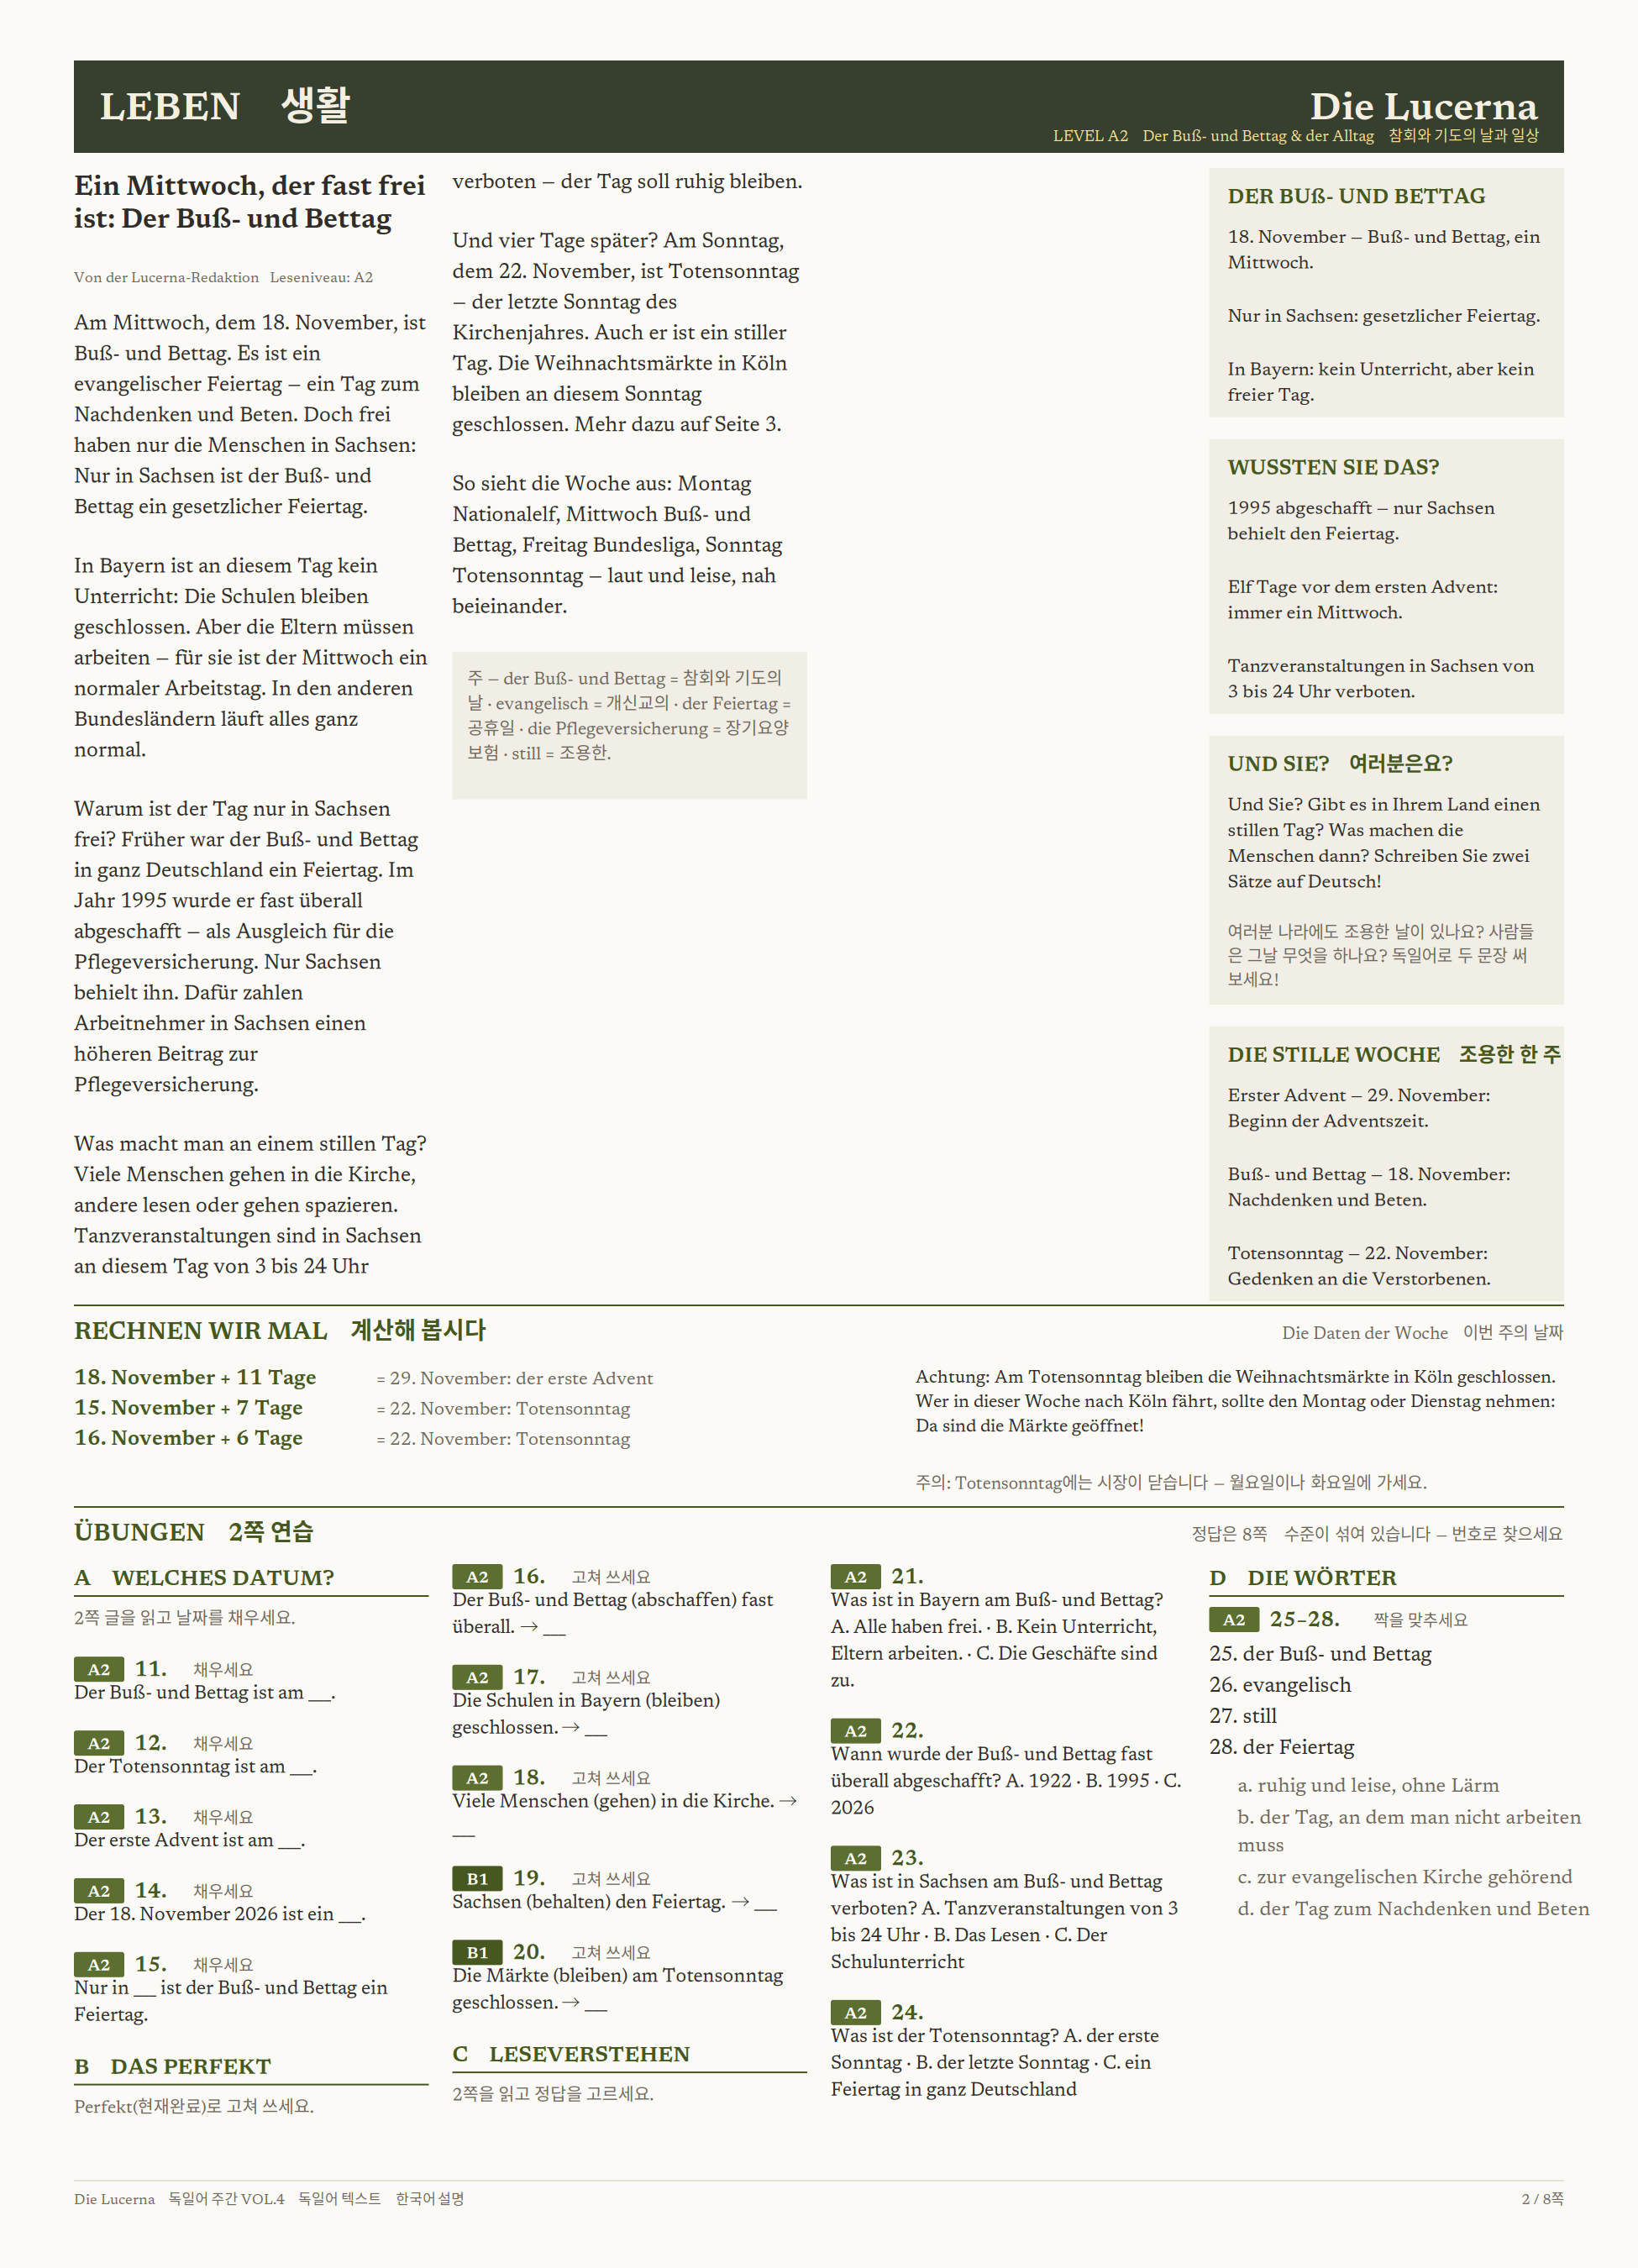 LEBEN 생활
Die Lucerna
LEVEL A2 Der Buß- und Bettag & der Alltag 참회와 기도의 날과 일상
Ein Mittwoch, der fast frei
ist: Der Buß- und Bettag
Von der Lucerna-Redaktion Leseniveau: A2
Am Mittwoch, dem 18. November, ist
Buß- und Bettag. Es ist ein
evangelischer Feiertag – ein Tag zum
Nachdenken und Beten. Doch frei
haben nur die Menschen in Sachsen:
Nur in Sachsen ist der Buß- und
Bettag ein gesetzlicher Feiertag.
In Bayern ist an diesem Tag kein
Unterricht: Die Schulen bleiben
geschlossen. Aber die Eltern müssen
arbeiten – für sie ist der Mittwoch ein
normaler Arbeitstag. In den anderen
Bundesländern läuft alles ganz
normal.
Warum ist der Tag nur in Sachsen
frei? Früher war der Buß- und Bettag
in ganz Deutschland ein Feiertag. Im
Jahr 1995 wurde er fast überall
abgeschafft – als Ausgleich für die
Pflegeversicherung. Nur Sachsen
behielt ihn. Dafür zahlen
Arbeitnehmer in Sachsen einen
höheren Beitrag zur
Pflegeversicherung.
Was macht man an einem stillen Tag?
Viele Menschen gehen in die Kirche,
andere lesen oder gehen spazieren.
Tanzveranstaltungen sind in Sachsen
an diesem Tag von 3 bis 24 Uhr
verboten – der Tag soll ruhig bleiben.
Und vier Tage später? Am Sonntag,
dem 22. November, ist Totensonntag
– der letzte Sonntag des
Kirchenjahres. Auch er ist ein stiller
Tag. Die Weihnachtsmärkte in Köln
bleiben an diesem Sonntag
geschlossen. Mehr dazu auf Seite 3.
So sieht die Woche aus: Montag
Nationalelf, Mittwoch Buß- und
Bettag, Freitag Bundesliga, Sonntag
Totensonntag – laut und leise, nah
beieinander.
주 – der Buß- und Bettag = 참회와 기도의
날 · evangelisch = 개신교의 · der Feiertag =
공휴일 · die Pflegeversicherung = 장기요양
보험 · still = 조용한.
DER BUß- UND BETTAG
18. November – Buß- und Bettag, ein
Mittwoch.
Nur in Sachsen: gesetzlicher Feiertag.
In Bayern: kein Unterricht, aber kein
freier Tag.
WUSSTEN SIE DAS?
1995 abgeschafft – nur Sachsen
behielt den Feiertag.
Elf Tage vor dem ersten Advent:
immer ein Mittwoch.
Tanzveranstaltungen in Sachsen von
3 bis 24 Uhr verboten.
UND SIE? 여러분은요?
Und Sie? Gibt es in Ihrem Land einen
stillen Tag? Was machen die
Menschen dann? Schreiben Sie zwei
Sätze auf Deutsch!
여러분 나라에도 조용한 날이 있나요? 사람들
은 그날 무엇을 하나요? 독일어로 두 문장 써
보세요!
DIE STILLE WOCHE 조용한 한 주
Erster Advent – 29. November:
Beginn der Adventszeit.
Buß- und Bettag – 18. November:
Nachdenken und Beten.
Totensonntag – 22. November:
Gedenken an die Verstorbenen.
RECHNEN WIR MAL 계산해 봅시다
Die Daten der Woche 이번 주의 날짜
18. November + 11 Tage = 29. November: der erste Advent
15. November + 7 Tage = 22. November: Totensonntag
16. November + 6 Tage = 22. November: Totensonntag
Achtung: Am Totensonntag bleiben die Weihnachtsmärkte in Köln geschlossen.
Wer in dieser Woche nach Köln fährt, sollte den Montag oder Dienstag nehmen:
Da sind die Märkte geöffnet!
주의: Totensonntag에는 시장이 닫습니다 – 월요일이나 화요일에 가세요.
ÜBUNGEN 2쪽 연습
정답은 8쪽 수준이 섞여 있습니다 – 번호로 찾으세요
A WELCHES DATUM?
2쪽 글을 읽고 날짜를 채우세요.
A2 11. 채우세요
Der Buß- und Bettag ist am __.
A2 12. 채우세요
Der Totensonntag ist am __.
A2 13. 채우세요
Der erste Advent ist am __.
A2 14. 채우세요
Der 18. November 2026 ist ein __.
A2 15. 채우세요
Nur in __ ist der Buß- und Bettag ein
Feiertag.
B DAS PERFEKT
Perfekt(현재완료)로 고쳐 쓰세요.
A2 16. 고쳐 쓰세요
Der Buß- und Bettag (abschaffen) fast
überall. → __
A2 17. 고쳐 쓰세요
Die Schulen in Bayern (bleiben)
geschlossen. → __
A2 18. 고쳐 쓰세요
Viele Menschen (gehen) in die Kirche. →
__
B1 19. 고쳐 쓰세요
Sachsen (behalten) den Feiertag. → __
B1 20. 고쳐 쓰세요
Die Märkte (bleiben) am Totensonntag
geschlossen. → __
C LESEVERSTEHEN
2쪽을 읽고 정답을 고르세요.
A2 21.
Was ist in Bayern am Buß- und Bettag?
A. Alle haben frei. · B. Kein Unterricht,
Eltern arbeiten. · C. Die Geschäfte sind
zu.
A2 22.
Wann wurde der Buß- und Bettag fast
überall abgeschafft? A. 1922 · B. 1995 · C.
2026
A2 23.
Was ist in Sachsen am Buß- und Bettag
verboten? A. Tanzveranstaltungen von 3
bis 24 Uhr · B. Das Lesen · C. Der
Schulunterricht
A2 24.
Was ist der Totensonntag? A. der erste
Sonntag · B. der letzte Sonntag · C. ein
Feiertag in ganz Deutschland
D DIE WÖRTER
A2 25–28. 짝을 맞추세요
25. der Buß- und Bettag
26. evangelisch
27. still
28. der Feiertag
a. ruhig und leise, ohne Lärm
b. der Tag, an dem man nicht arbeiten
muss
c. zur evangelischen Kirche gehörend
d. der Tag zum Nachdenken und Beten
Die Lucerna 독일어 주간 VOL.4 독일어 텍스트 한국어 설명
2 / 8쪽